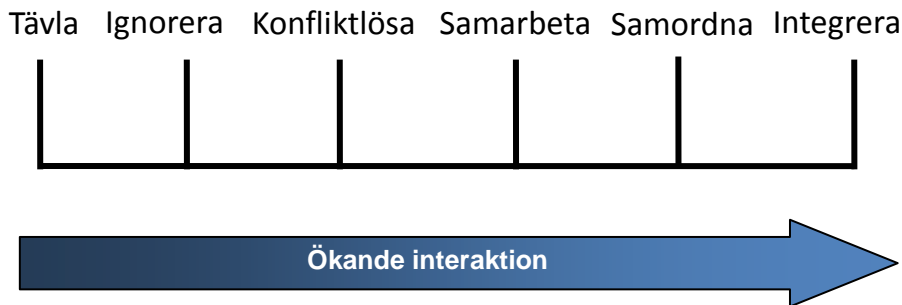 Tävla Ignorera Konfliktlösa Samarbeta Samordna Integrera
Ökande interaktion